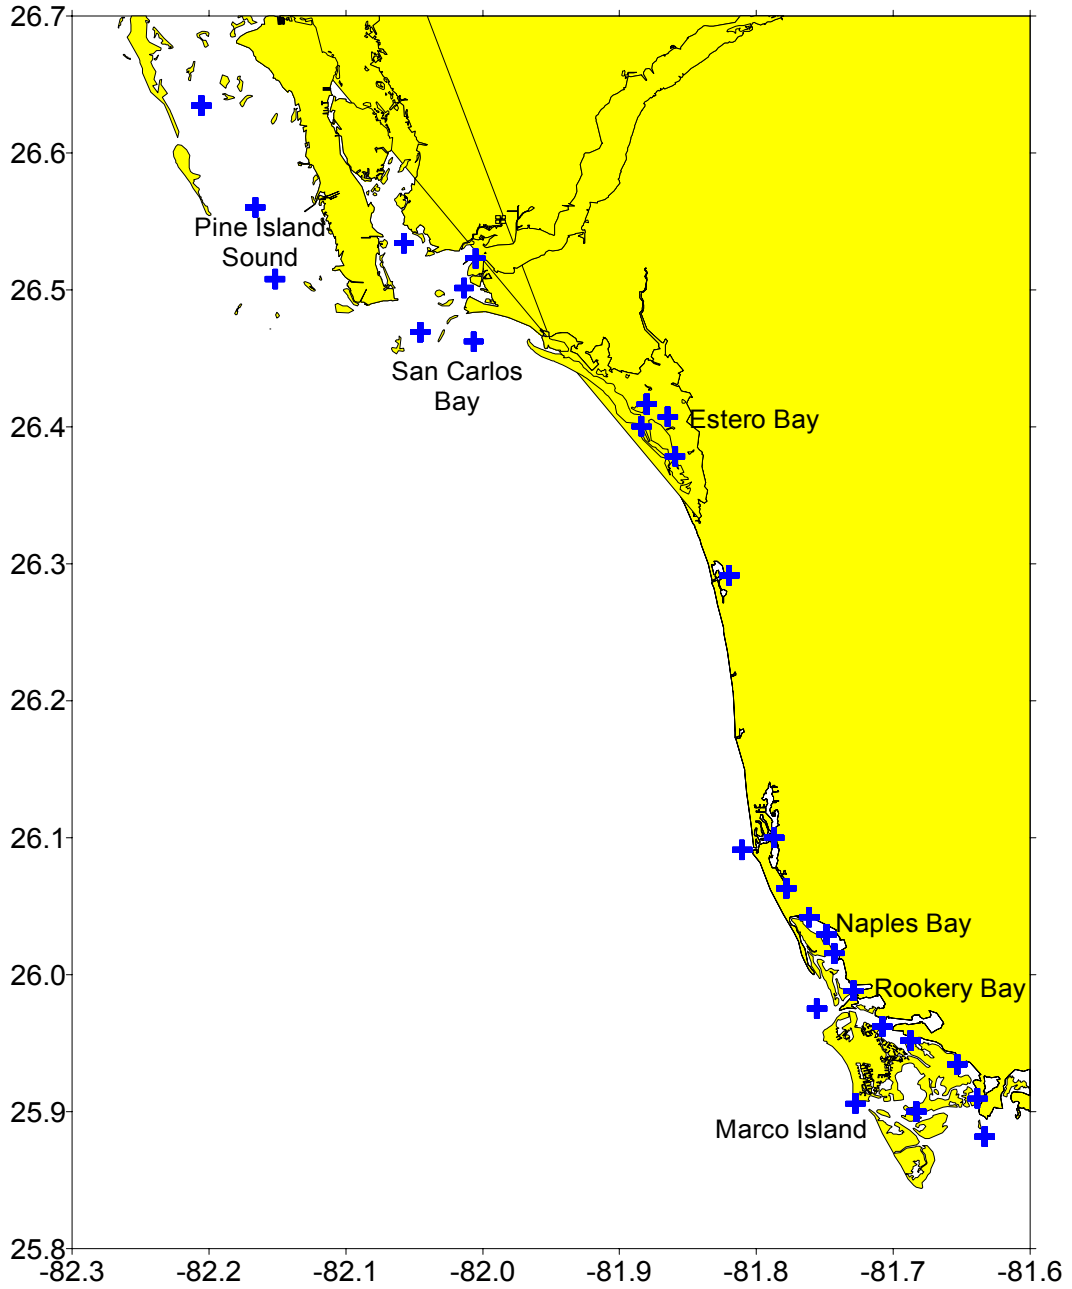 26.7
26.6
Pine Island
Sound
26.5
San Carlos
Bay
26.4
Estero Bay
26.3
26.2
26.1
Naples Bay
26.0
Rookery Bay
25.9
Marco Island
25.8
-82.3
-82.2
-82.1
-82.0
-81.9
-81.8
-81.7
-81.6